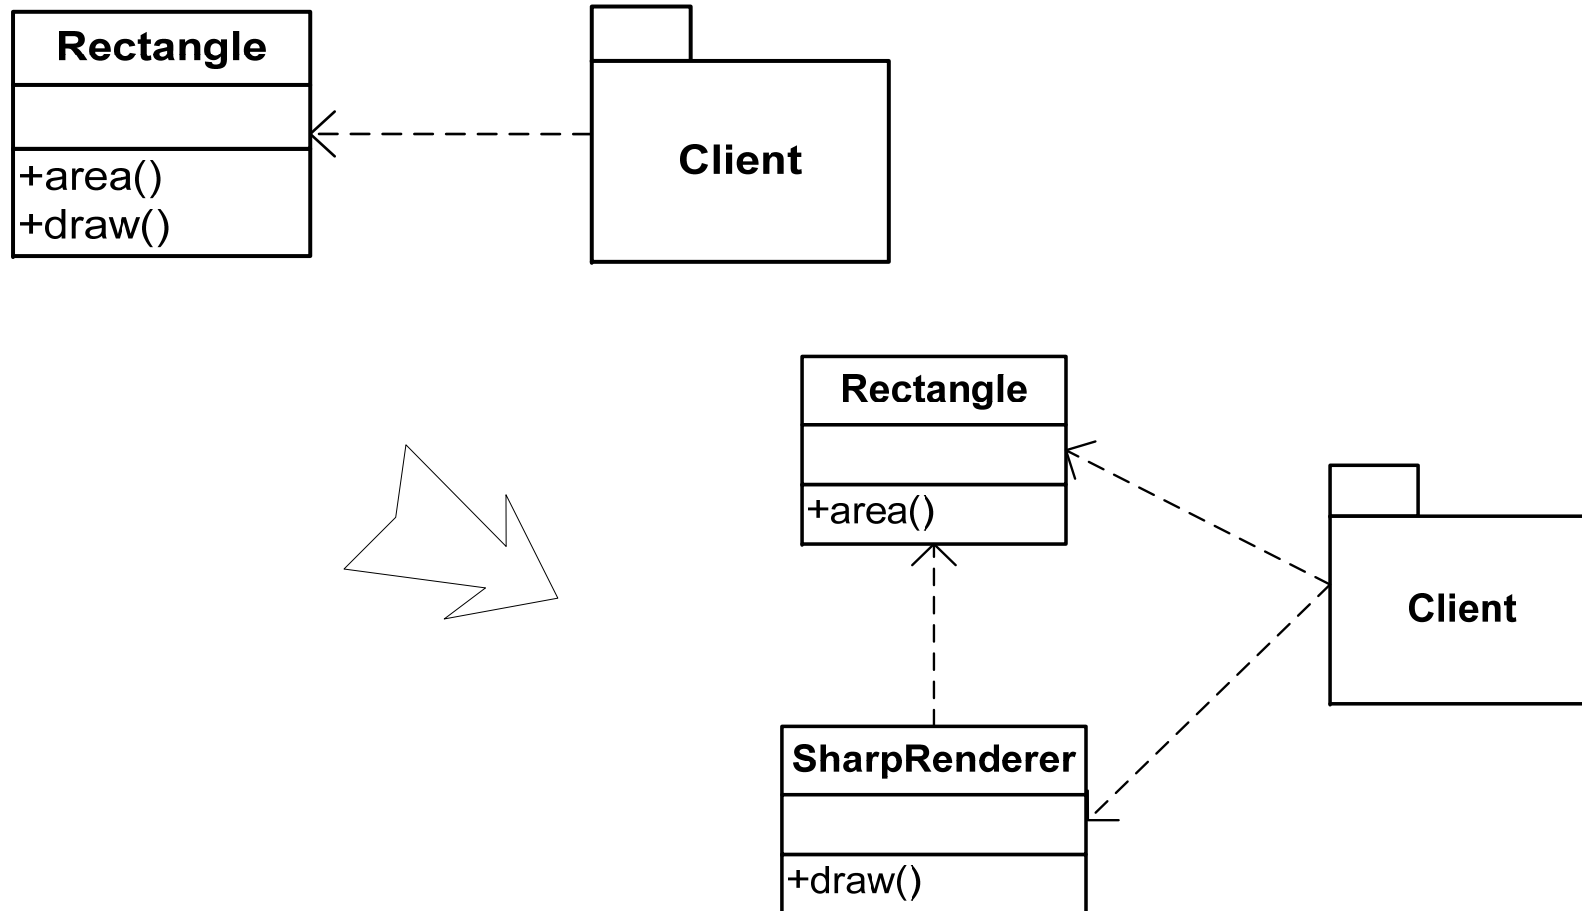 Rectangle
+area()
+draw()
Client
Rectangle
+area()
Client
SharpRenderer
+draw()